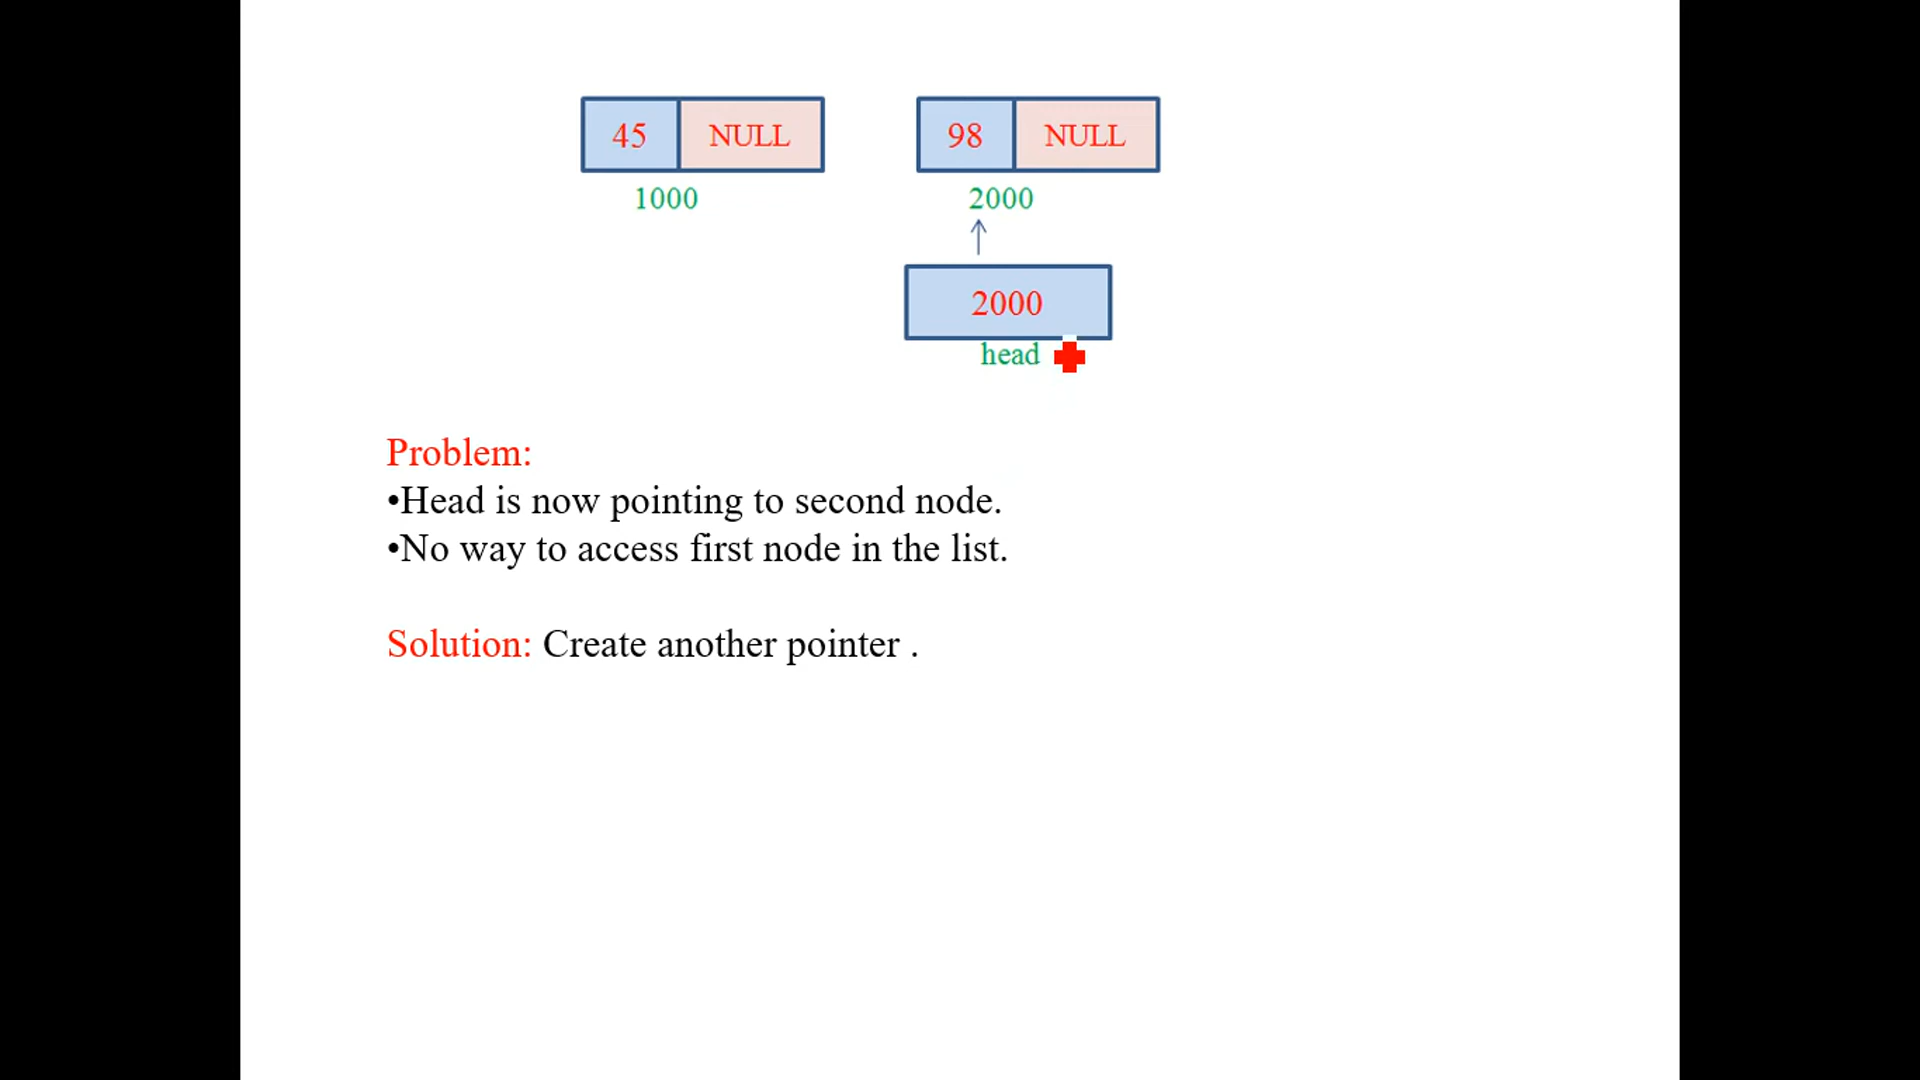 45 NULL 98 NULL
1000 2000
2000
head
Problem:
•Head is now pointing to second node.
•No way to access first node in the list.
Solution: Create another pointer .